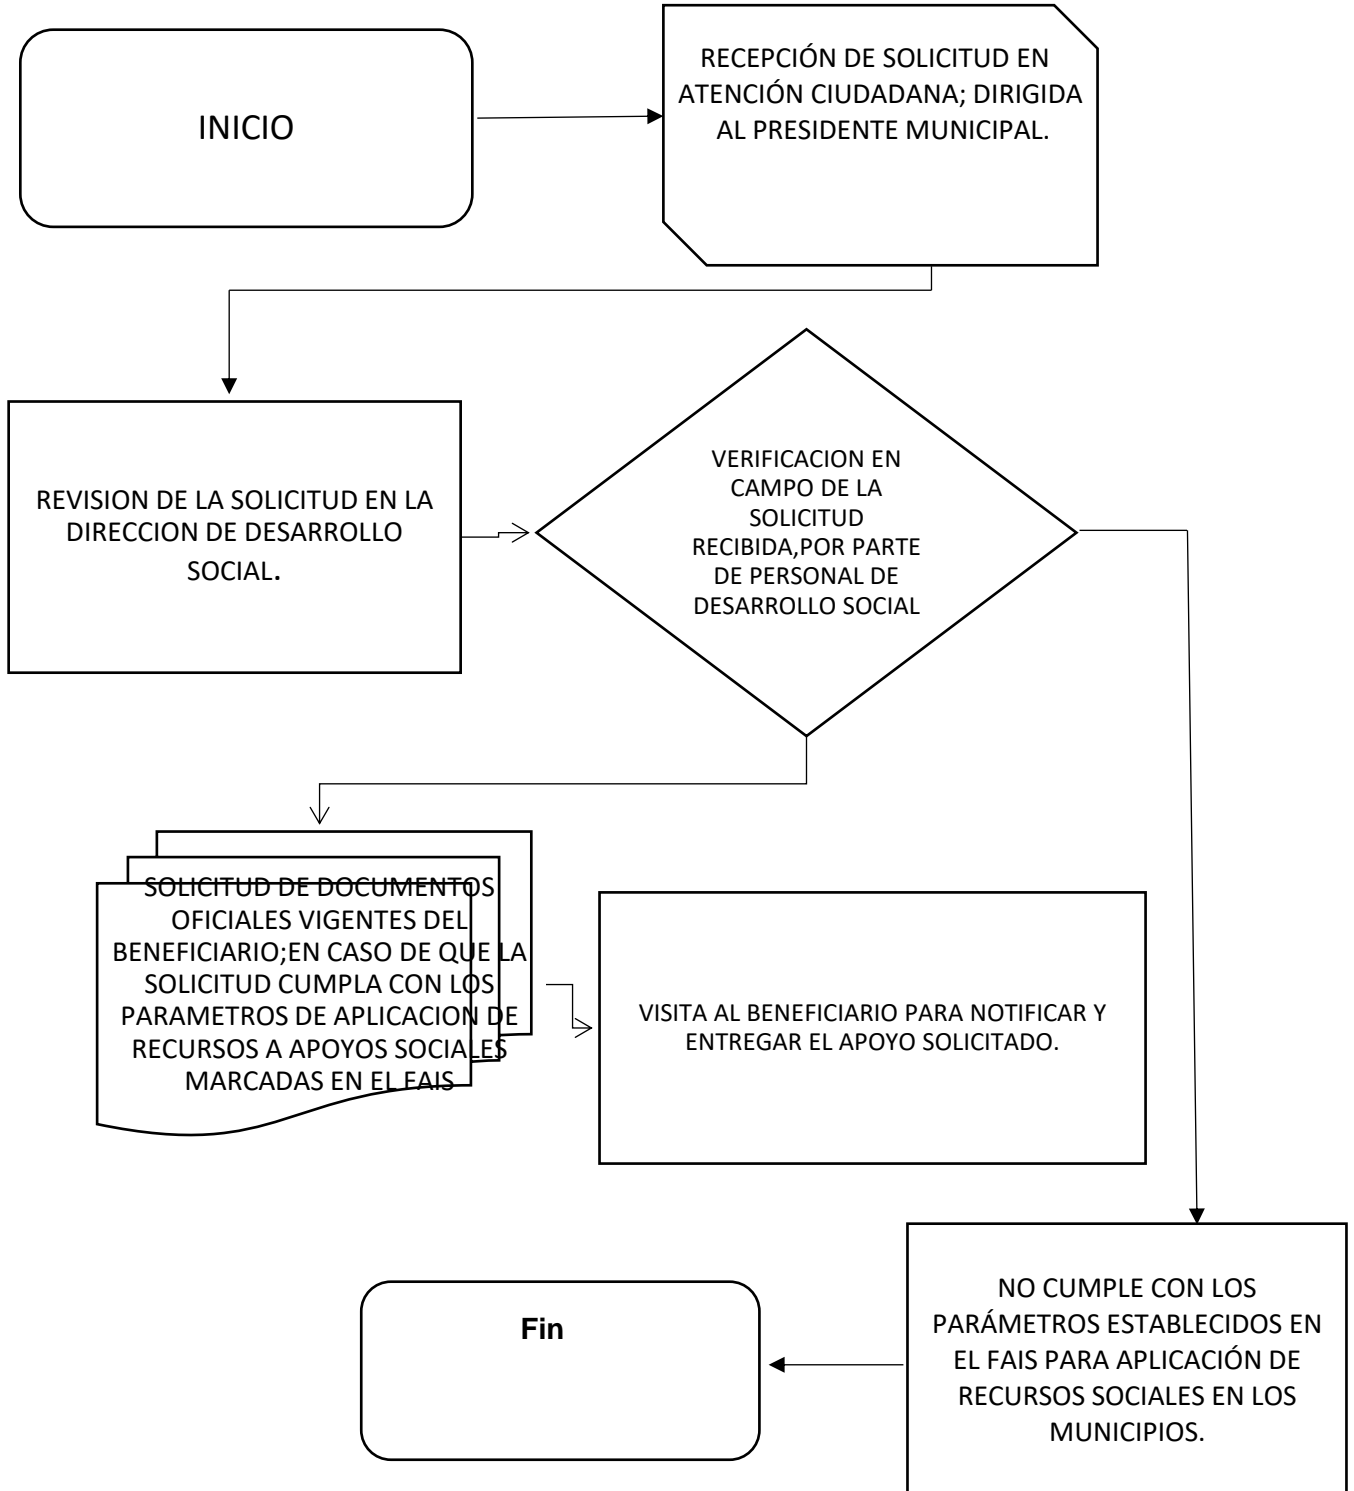 INICIO
RECEPCIÓN DE SOLICITUD EN
ATENCIÓN CIUDADANA; DIRIGIDA
AL PRESIDENTE MUNICIPAL.
REVISION DE LA SOLICITUD EN LA
DIRECCION DE DESARROLLO
SOCIAL.
VERIFICACION EN
CAMPO DE LA
SOLICITUD
RECIBIDA,POR PARTE
DE PERSONAL DE
DESARROLLO SOCIAL
SOLICITUD DE DOCUMENTOS
OFICIALES VIGENTES DEL
BENEFICIARIO;EN CASO DE QUE LA
SOLICITUD CUMPLA CON LOS
PARAMETROS DE APLICACION DE
RECURSOS A APOYOS SOCIALES
MARCADAS EN EL FAIS
VISITA AL BENEFICIARIO PARA NOTIFICAR Y
ENTREGAR EL APOYO SOLICITADO.
NO CUMPLE CON LOS
PARÁMETROS ESTABLECIDOS EN
EL FAIS PARA APLICACIÓN DE
RECURSOS SOCIALES EN LOS
MUNICIPIOS.
Fin